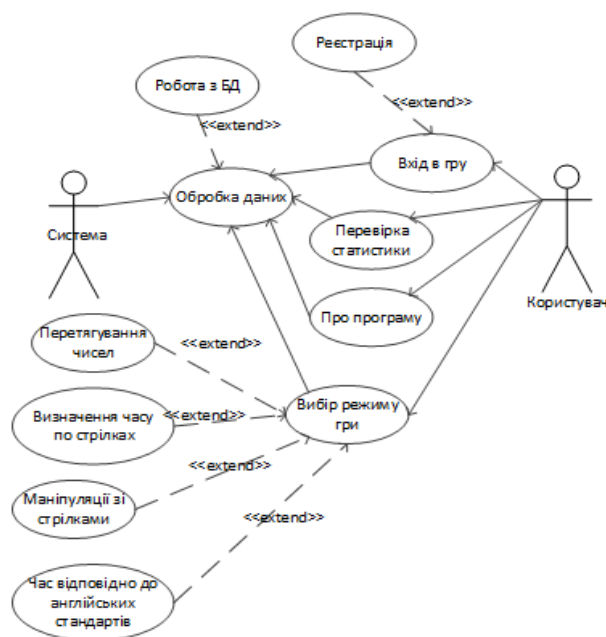 Реєстрація
Робота з БД
<<extend>>
<<extend>>
Вхід в гру
Обробка даних
Система
Перевірка
статистики
Користувач
Про програму
Перетягування
чисел
<<extend>>
Визначення часу
по стрілках
<<extend>>
Вибір режиму
гри
<<extend>>
Маніпуляції зі
стрілками
<<extend>>
Час відповідно до
англійських
стандартів